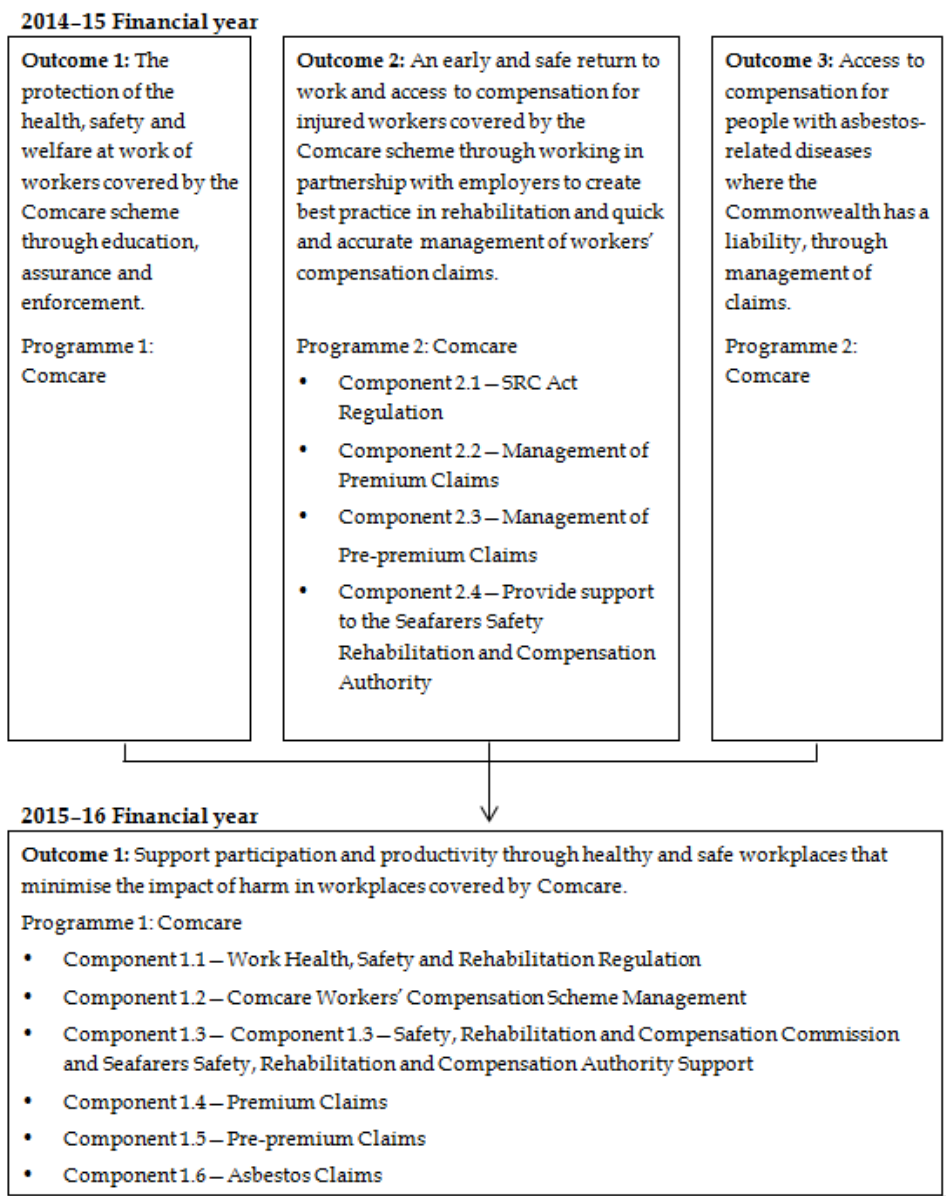 2014–15 Financial year
Outcome 1: The
protection of the
health, safety and
welfare at work of
workers covered by the
Comcare scheme
through education,
assurance and
enforcement.
Programme 1:
Comcare
Outcome 2: An early and safe return to
work and access to compensation for
injured workers covered by the
Comcare scheme through working in
partnership with employers to create
best practice in rehabilitation and quick
and accurate management of workers’
compensation claims.
Programme 2: Comcare
• Component 2.1—SRC Act
Regulation
• Component 2.2—Management of
Premium Claims
• Component 2.3—Management of
Pre-premium Claims
• Component 2.4—Provide support
to the Seafarers Safety
Rehabilitation and Compensation
Authority
Outcome 3: Access to
compensation for
people with asbestos-
related diseases
where the
Commonwealth has a
liability, through
management of
claims.
Programme 2:
Comcare
2015–16 Financial year
Outcome 1: Support participation and productivity through healthy and safe workplaces that
minimise the impact of harm in workplaces covered by Comcare.
Programme 1: Comcare
• Component 1.1—Work Health, Safety and Rehabilitation Regulation
• Component 1.2—Comcare Workers’ Compensation Scheme Management
• Component 1.3— Component 1.3—Safety, Rehabilitation and Compensation Commission
and Seafarers Safety, Rehabilitation and Compensation Authority Support
• Component 1.4—Premium Claims
• Component 1.5—Pre-premium Claims
• Component 1.6—Asbestos Claims